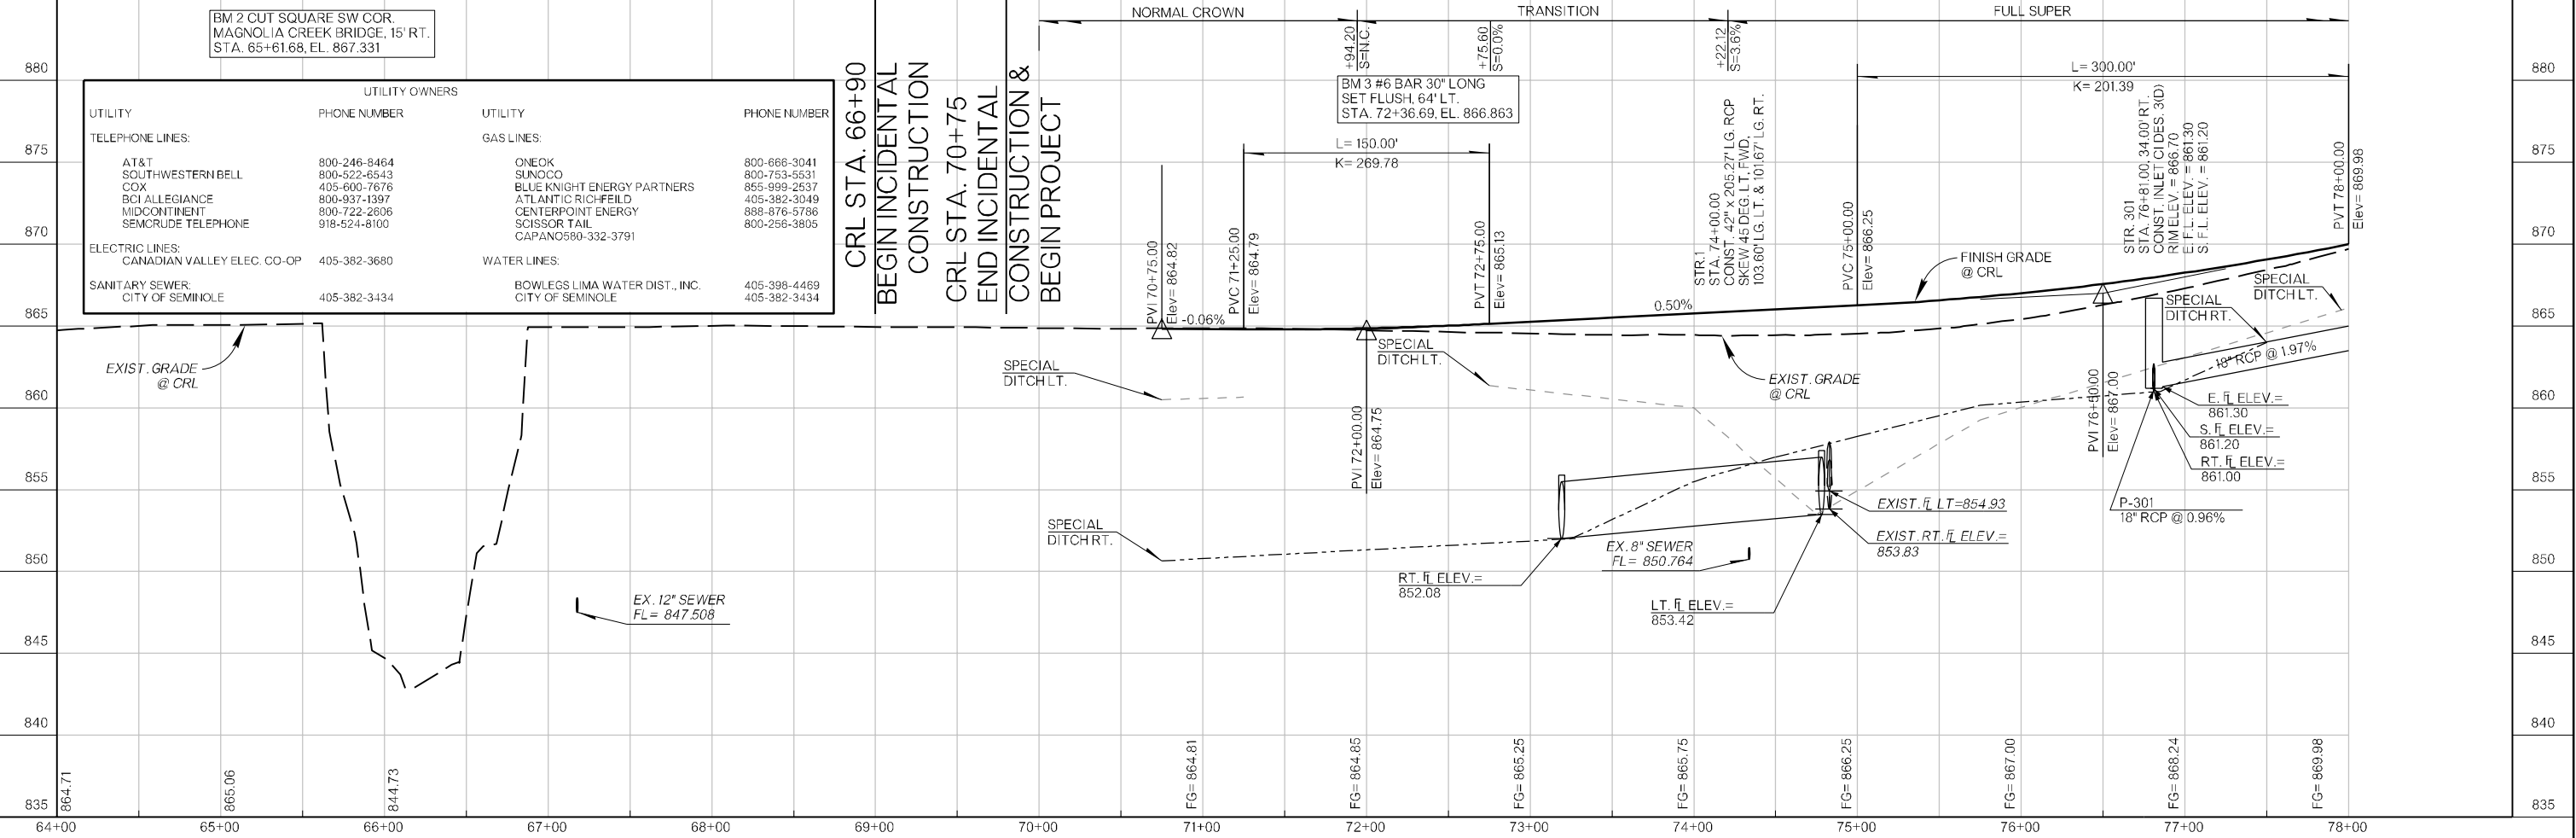 BM 2 CUT SQUARE SW COR.
MAGNOLIA CREEK BRIDGE, 15' RT.
STA. 65+61.68, EL. 867.331
UTILITY OWNERS
UTILITY PHONE NUMBER UTILITY PHONE NUMBER
TELEPHONE LINES: GAS LINES:
AT&T 800-246-8464 ONEOK 800-666-3041
SOUTHWESTERN BELL 800-522-6543 SUNOCO 800-753-5531
COX 405-600-7676 BLUE KNIGHT ENERGY PARTNERS 855-999-2537
BCI ALLEGIANCE 800-937-1397 ATLANTIC RICHFEILD 405-382-3049
MIDCONTINENT 800-722-2606 CENTERPOINT ENERGY 888-876-5786
SEMCRUDE TELEPHONE 918-524-8100 SCISSOR TAIL 800-256-3805
CAPANO580-332-3791
ELECTRIC LINES:
CANADIAN VALLEY ELEC. CO-OP 405-382-3680 WATER LINES:
SANITARY SEWER: BOWLEGS LIMA WATER DIST., INC. 405-398-4469
CITY OF SEMINOLE 405-382-3434 CITY OF SEMINOLE 405-382-3434
CRL STA. 66+90
BEGIN INCIDENTAL
CONSTRUCTION
CRL STA. 70+75
END INCIDENTAL
CONSTRUCTION &
BEGIN PROJECT
NORMAL CROWN
TRANSITION
FULL SUPER
+94.20
S=N.C.
+75.60
S=0.0%
+22.12
S=3.6%
BM 3 #6 BAR 30" LONG
SET FLUSH, 64' LT.
STA. 72+36.69, EL. 866.863
L= 150.00'
K= 269.78
L= 300.00'
K= 201.39
PVI 70+75.00
Elev= 864.82
-0.06%
PVC 71+25.00
Elev= 864.79
PVI 72+00.00
Elev= 864.75
PVT 72+75.00
Elev= 865.13
0.50%
STR.1
STA. 74+00.00
CONST. 42" x 205.27' LG. RCP
SKEW 45 DEG. LT. FWD.
103.60' LG. LT. & 101.67' LG. RT.
PVC 75+00.00
Elev= 866.25
FINISH GRADE
@ CRL
STR. 301
STA. 76+81.00, 34.00' RT.
CONST. INLET CI DES. 3(D)
RIM ELEV. = 866.70
E. F.L. ELEV. = 861.30
S. F.L. ELEV. = 861.20
PVT 78+00.00
Elev= 869.98
SPECIAL
DITCH LT.
SPECIAL
DITCH RT.
18" RCP @ 1.97%
PVI 76+50.00
Elev= 867.00
EXIST. GRADE
@ CRL
SPECIAL
DITCH LT.
SPECIAL
DITCH LT.
EXIST. GRADE
@ CRL
E. FL ELEV.=
861.30
S. FL ELEV.=
861.20
RT. FL ELEV.=
861.00
P-301
18" RCP @ 0.96%
EXIST. FL LT=854.93
EXIST. RT. FL ELEV.=
853.83
SPECIAL
DITCH RT.
EX. 8" SEWER
FL= 850.764
RT. FL ELEV.=
852.08
LT. FL ELEV.=
853.42
EX. 12" SEWER
FL= 847.508
880
875
870
865
860
855
850
845
840
835
880
875
870
865
860
855
850
845
840
835
864.71
865.06
844.73
FG= 864.81
FG= 864.85
FG= 865.25
FG= 865.75
FG= 866.25
FG= 867.00
FG= 868.24
FG= 869.98
64+00 65+00 66+00 67+00 68+00 69+00 70+00 71+00 72+00 73+00 74+00 75+00 76+00 77+00 78+00